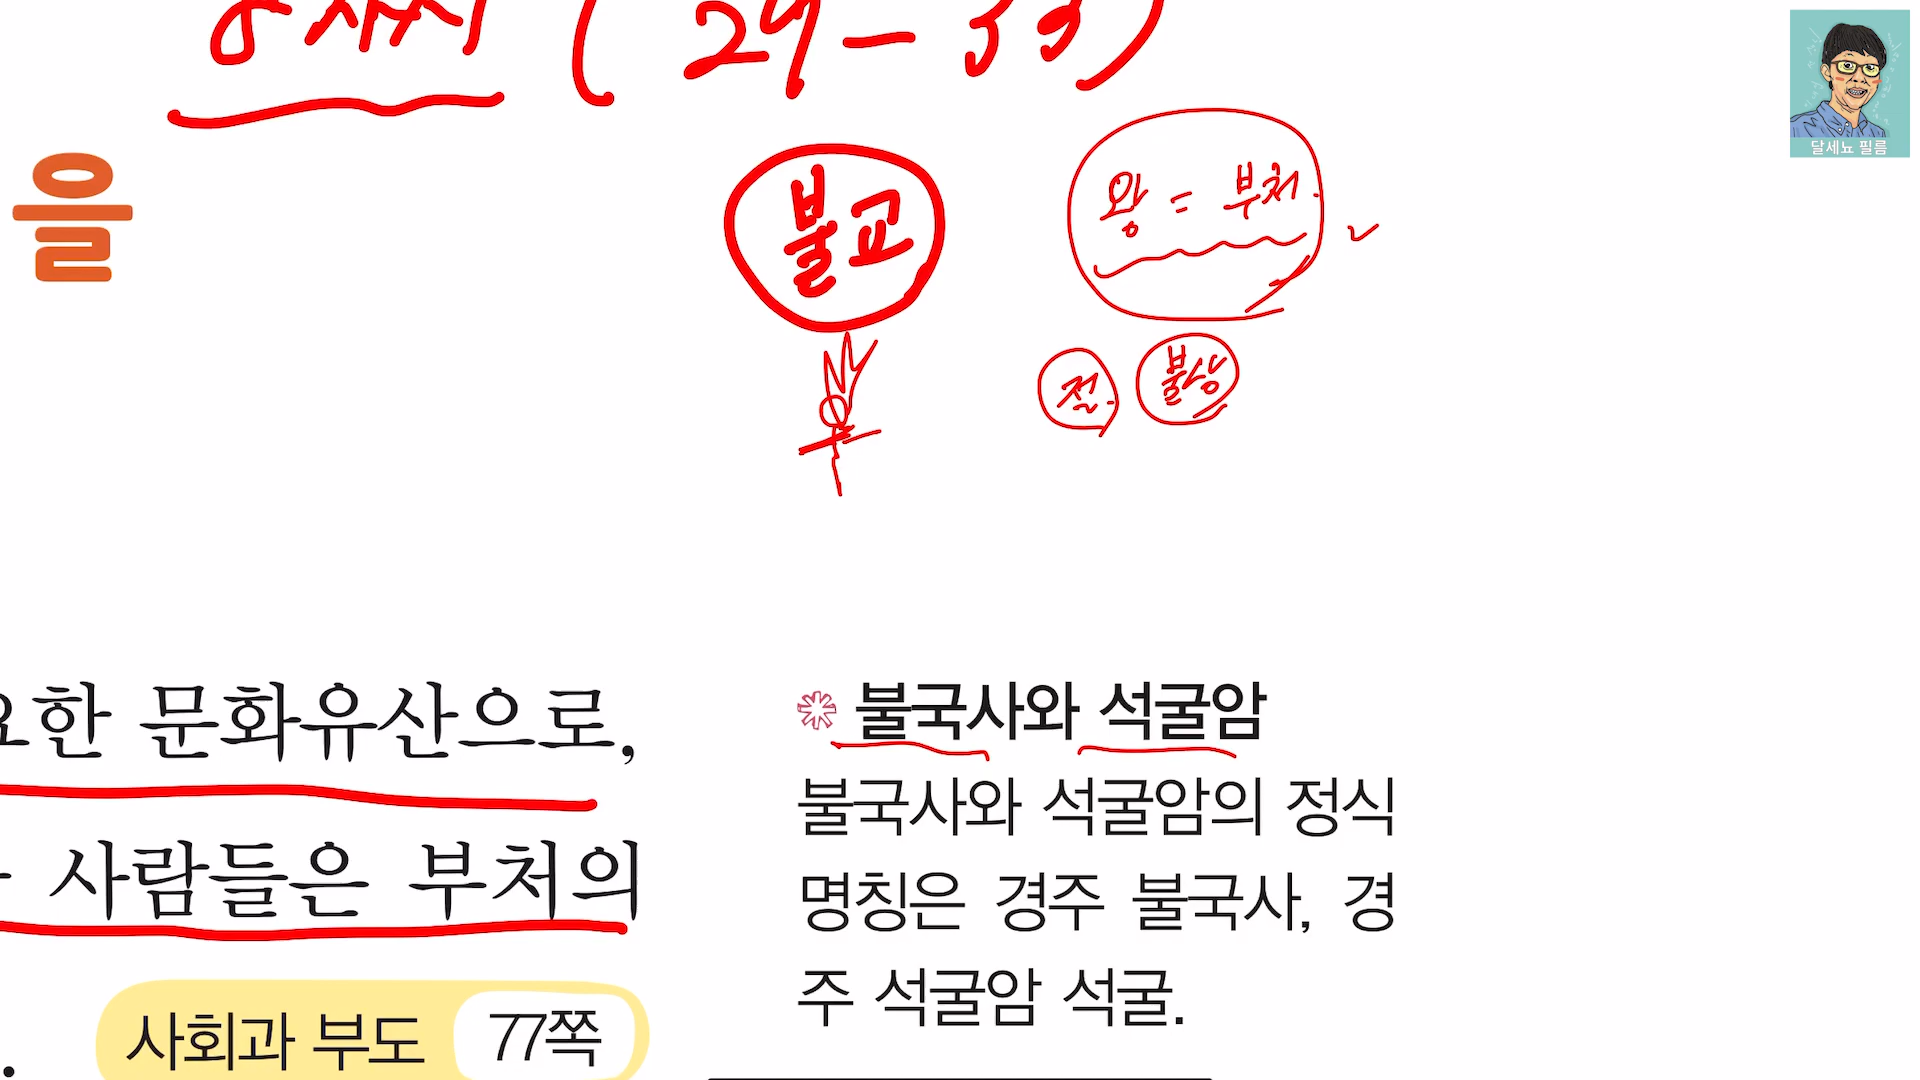 (29-33)
달세뇨 필름
을
불교
왕 = 부처.
절. 불상
한 문화유산으로,
사람들은 부처의
사회과 부도 77쪽
불국사와 석굴암
불국사와 석굴암의 정식
명칭은 경주 불국사, 경
주 석굴암 석굴.